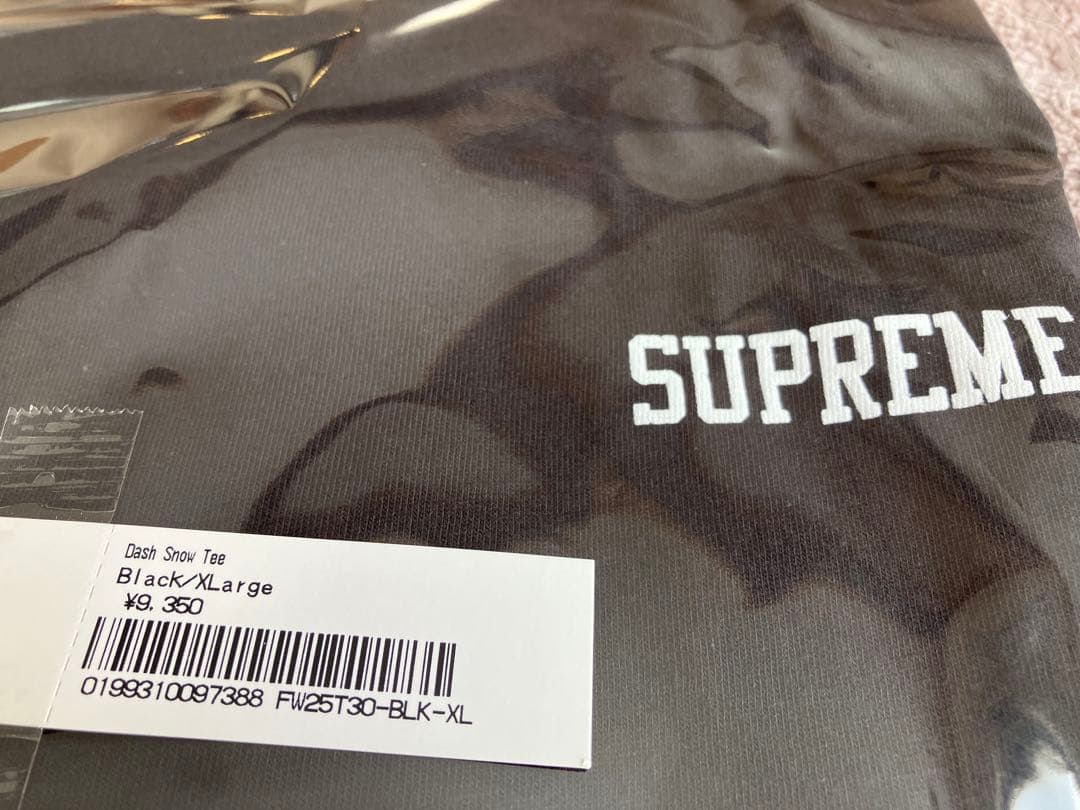 SUPREME
Dash Snow Tee
Black/XLarge
¥9,350
0199310097388 FW25T30-BLK-XL